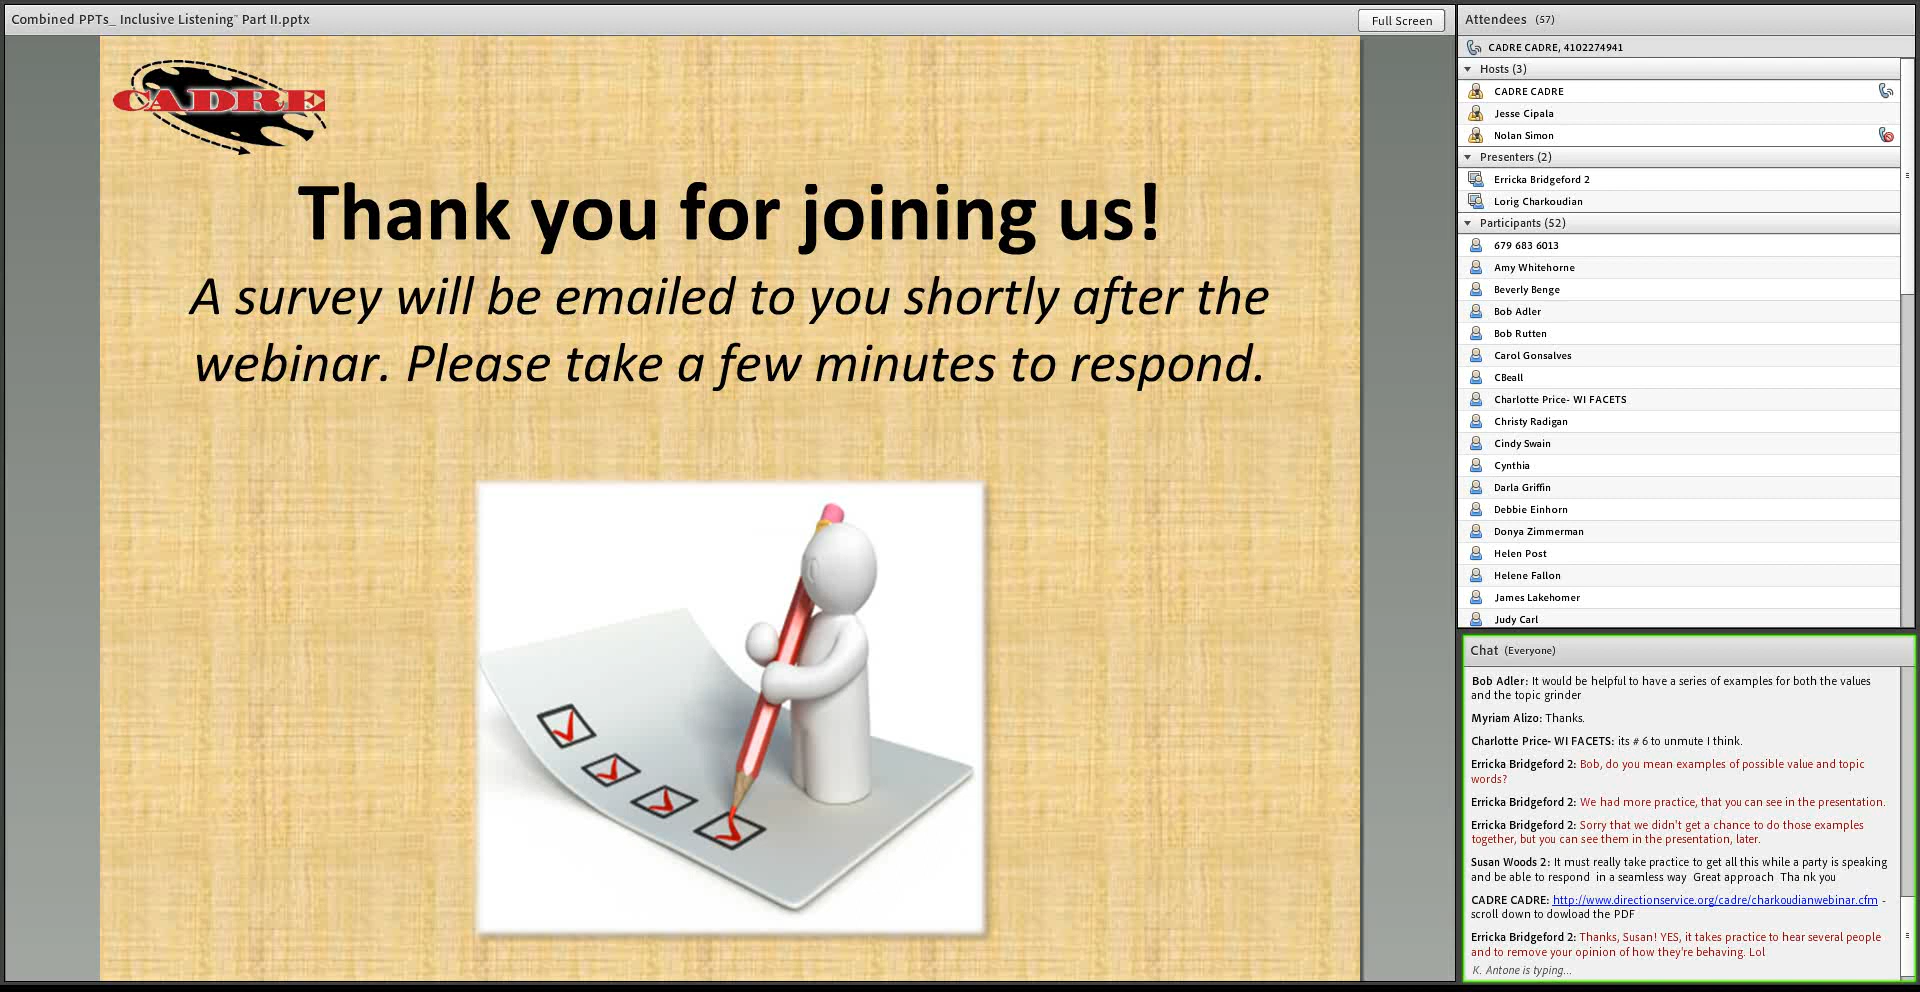 Combined PPTs_ Inclusive Listening™ Part II.pptx
Full Screen
CADRE
Thank you for joining us!
A survey will be emailed to you shortly after the
webinar. Please take a few minutes to respond.
Attendees (57)
CADRE CADRE, 4102274941
Hosts (3)
CADRE CADRE
Jesse Cipala
Nolan Simon
Presenters (2)
Erricka Bridgeford 2
Lorig Charkoudian
Participants (52)
679 683 6013
Amy Whitehorne
Beverly Benge
Bob Adler
Bob Rutten
Carol Gonsalves
CBeall
Charlotte Price- WI FACETS
Christy Radigan
Cindy Swain
Cynthia
Darla Griffin
Debbie Einhorn
Donya Zimmerman
Helen Post
Helene Fallon
James Lakehomer
Judy Carl
Chat (Everyone)
Bob Adler: It would be helpful to have a series of examples for both the values
and the topic grinder
Myriam Alizo: Thanks.
Charlotte Price- WI FACETS: its # 6 to unmute I think.
Erricka Bridgeford 2: Bob, do you mean examples of possible value and topic
words?
Erricka Bridgeford 2: We had more practice, that you can see in the presentation.
Erricka Bridgeford 2: Sorry that we didn't get a chance to do those examples
together, but you can see them in the presentation, later.
Susan Woods 2: It must really take practice to get all this while a party is speaking
and be able to respond in a seamless way Great approach Tha nk you
CADRE CADRE: http://www.directionservice.org/cadre/charkoudianwebinar.cfm -
scroll down to dowload the PDF
Erricka Bridgeford 2: Thanks, Susan! YES, it takes practice to hear several people
and to remove your opinion of how they're behaving. Lol
K. Antone is typing...